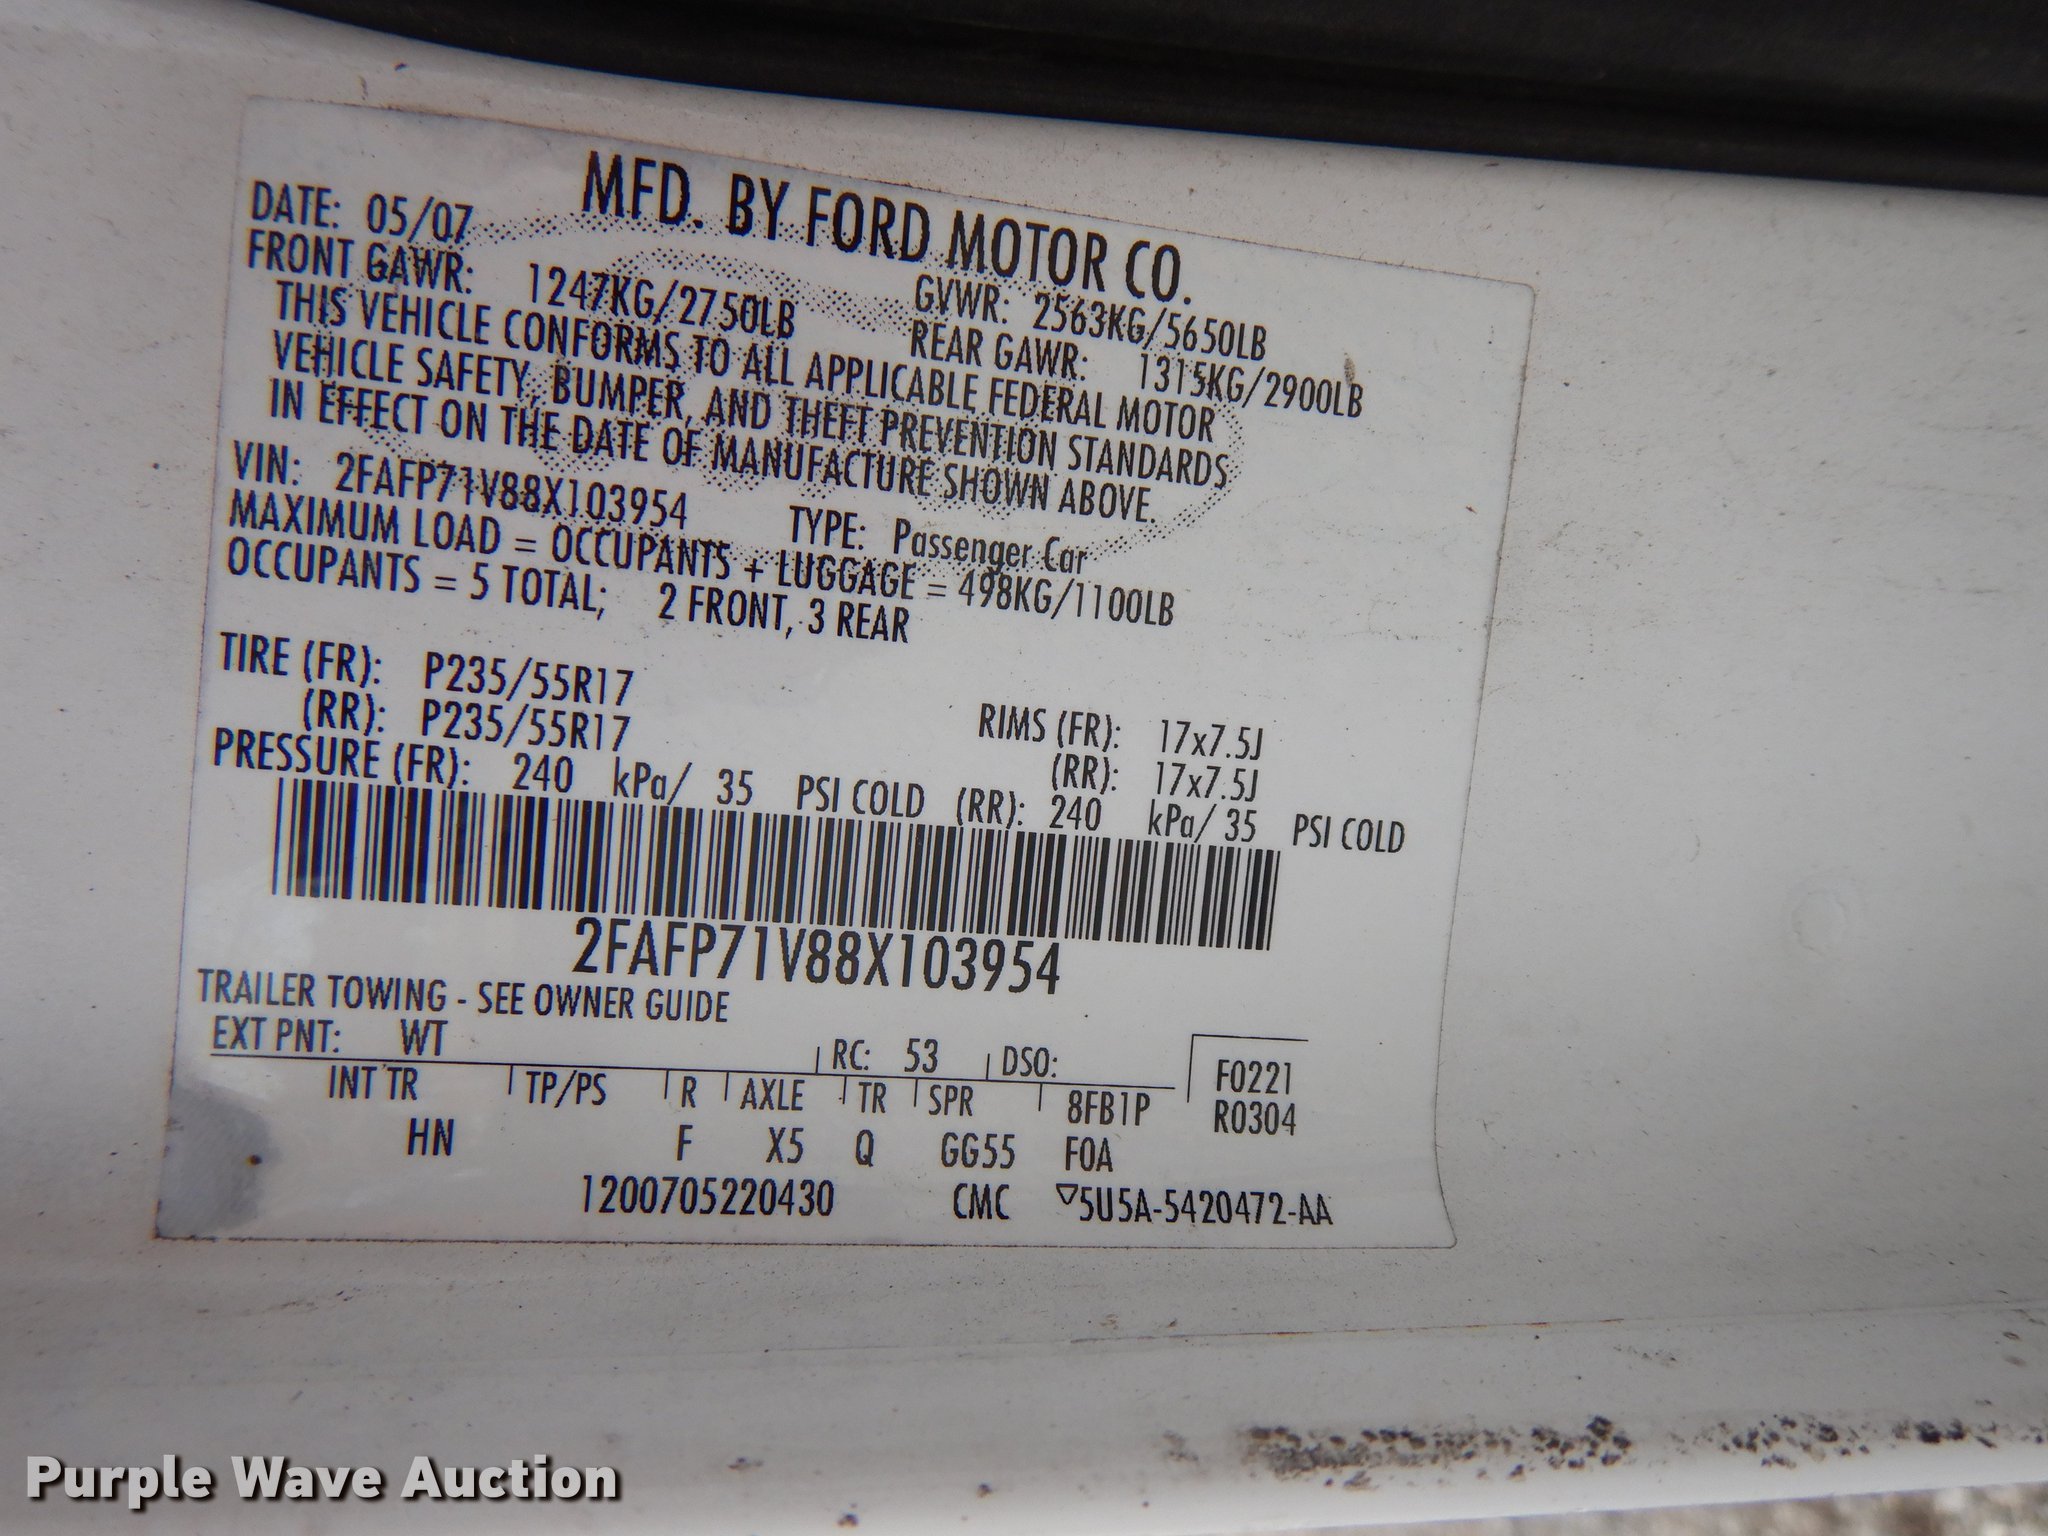 MFD. BY FORD MOTOR CO.
DATE: 05/07 GVWR: 2563KG/5650LB
FRONT GAWR: 1247KG/2750LB REAR GAWR: 1315KG/2900LB
THIS VEHICLE CONFORMS TO ALL APPLICABLE FEDERAL MOTOR
VEHICLE SAFETY, BUMPER, AND THEFT PREVENTION STANDARDS
IN EFFECT ON THE DATE OF MANUFACTURE SHOWN ABOVE.
VIN: 2FAFP71V88X103954 TYPE: Passenger Car
MAXIMUM LOAD = OCCUPANTS + LUGGAGE = 498KG/1100LB
OCCUPANTS = 5 TOTAL; 2 FRONT, 3 REAR
TIRE (FR): P235/55R17 RIMS (FR): 17x7.5J
(RR): P235/55R17 (RR): 17x7.5J
PRESSURE (FR): 240 kPa/ 35 PSI COLD (RR): 240 kPa/ 35 PSI COLD
2FAFP71V88X103954
TRAILER TOWING - SEE OWNER GUIDE
EXT PNT: WT RC: 53 DSO: F0221
INT TR TP/PS R AXLE TR SPR 8FB1P R0304
HN F X5 Q GG55 F0A
1200705220430 CMC ▽5U5A-5420472-AA
Purple Wave Auction